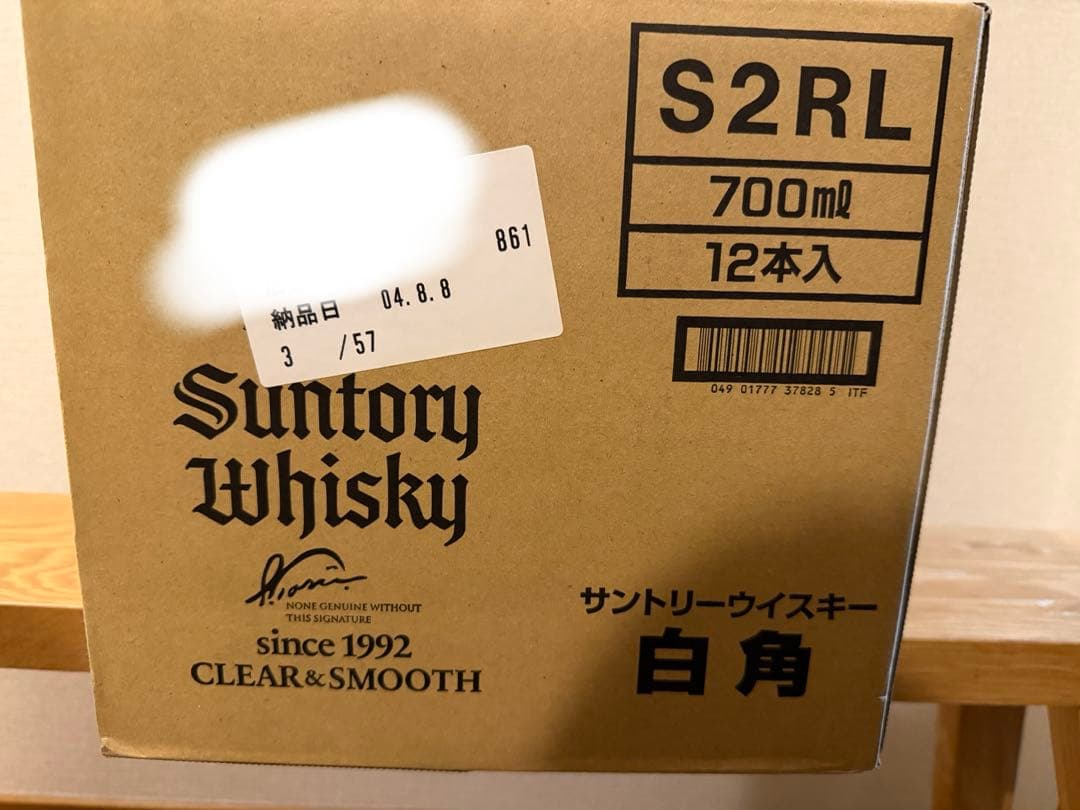 S2RL
700㎖
12本入
861
納品日 04.8.8
3 /57
049 01777 37828 5 ITF
Suntory
Whisky
NONE GENUINE WITHOUT
THIS SIGNATURE
since 1992
CLEAR&SMOOTH
サントリーウイスキー
白角